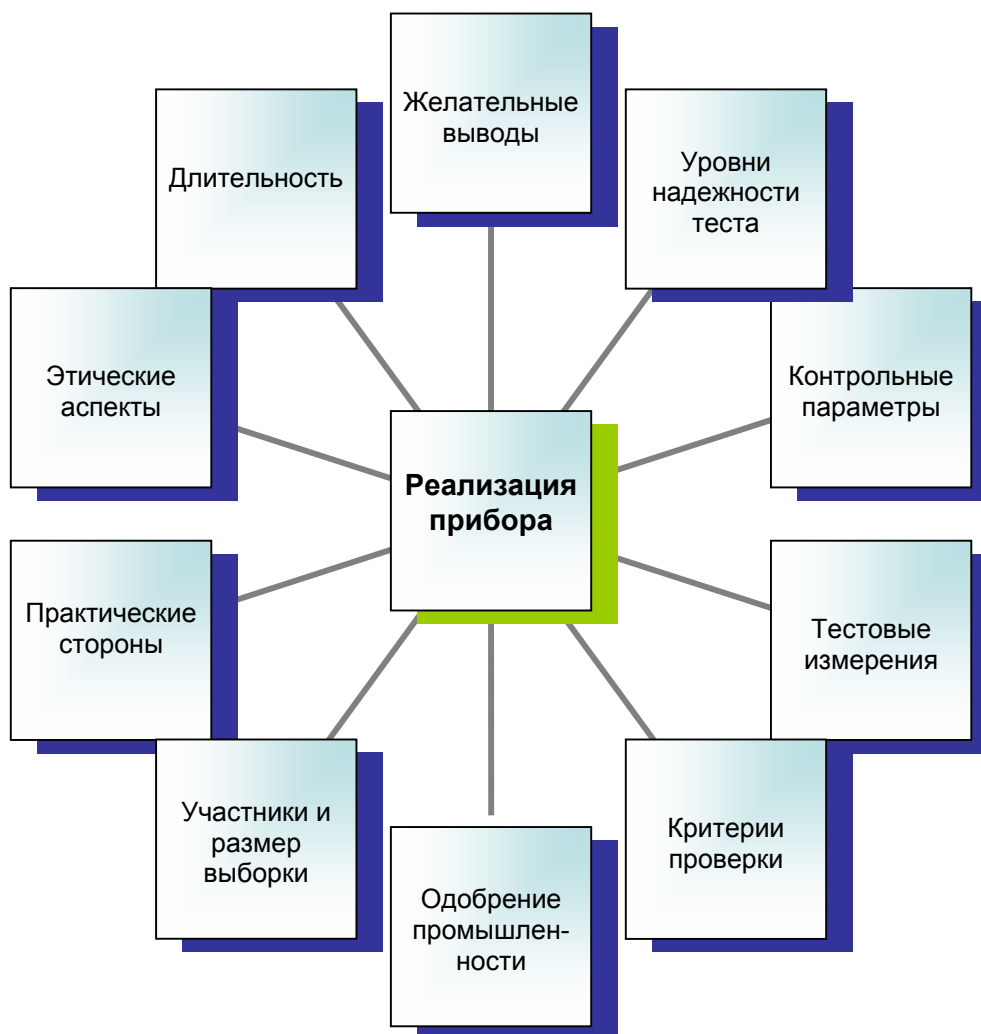 Желательные
выводы
Длительность
Уровни
надежности
теста
Этические
аспекты
Контрольные
параметры
Реализация
прибора
Практические
стороны
Тестовые
измерения
Участники и
размер
выборки
Критерии
проверки
Одобрение
промышлен-
ности